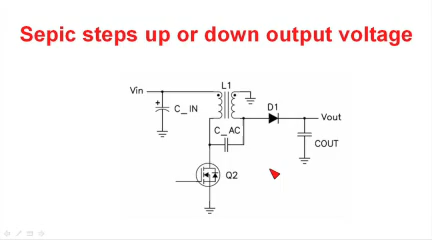 Sepic steps up or down output voltage
Vin
L1
C_IN
D1
Vout
C_AC
COUT
Q2